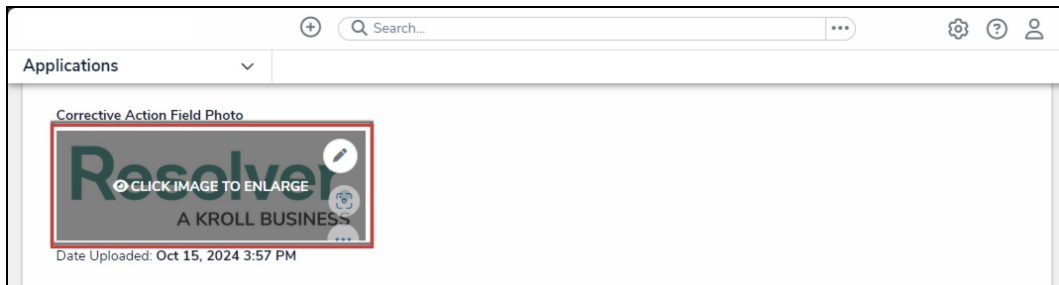 Search...
Applications
Corrective Action Field Photo
Resolver
CLICK IMAGE TO ENLARGE
A KROLL BUSINESS
Date Uploaded: Oct 15, 2024 3:57 PM